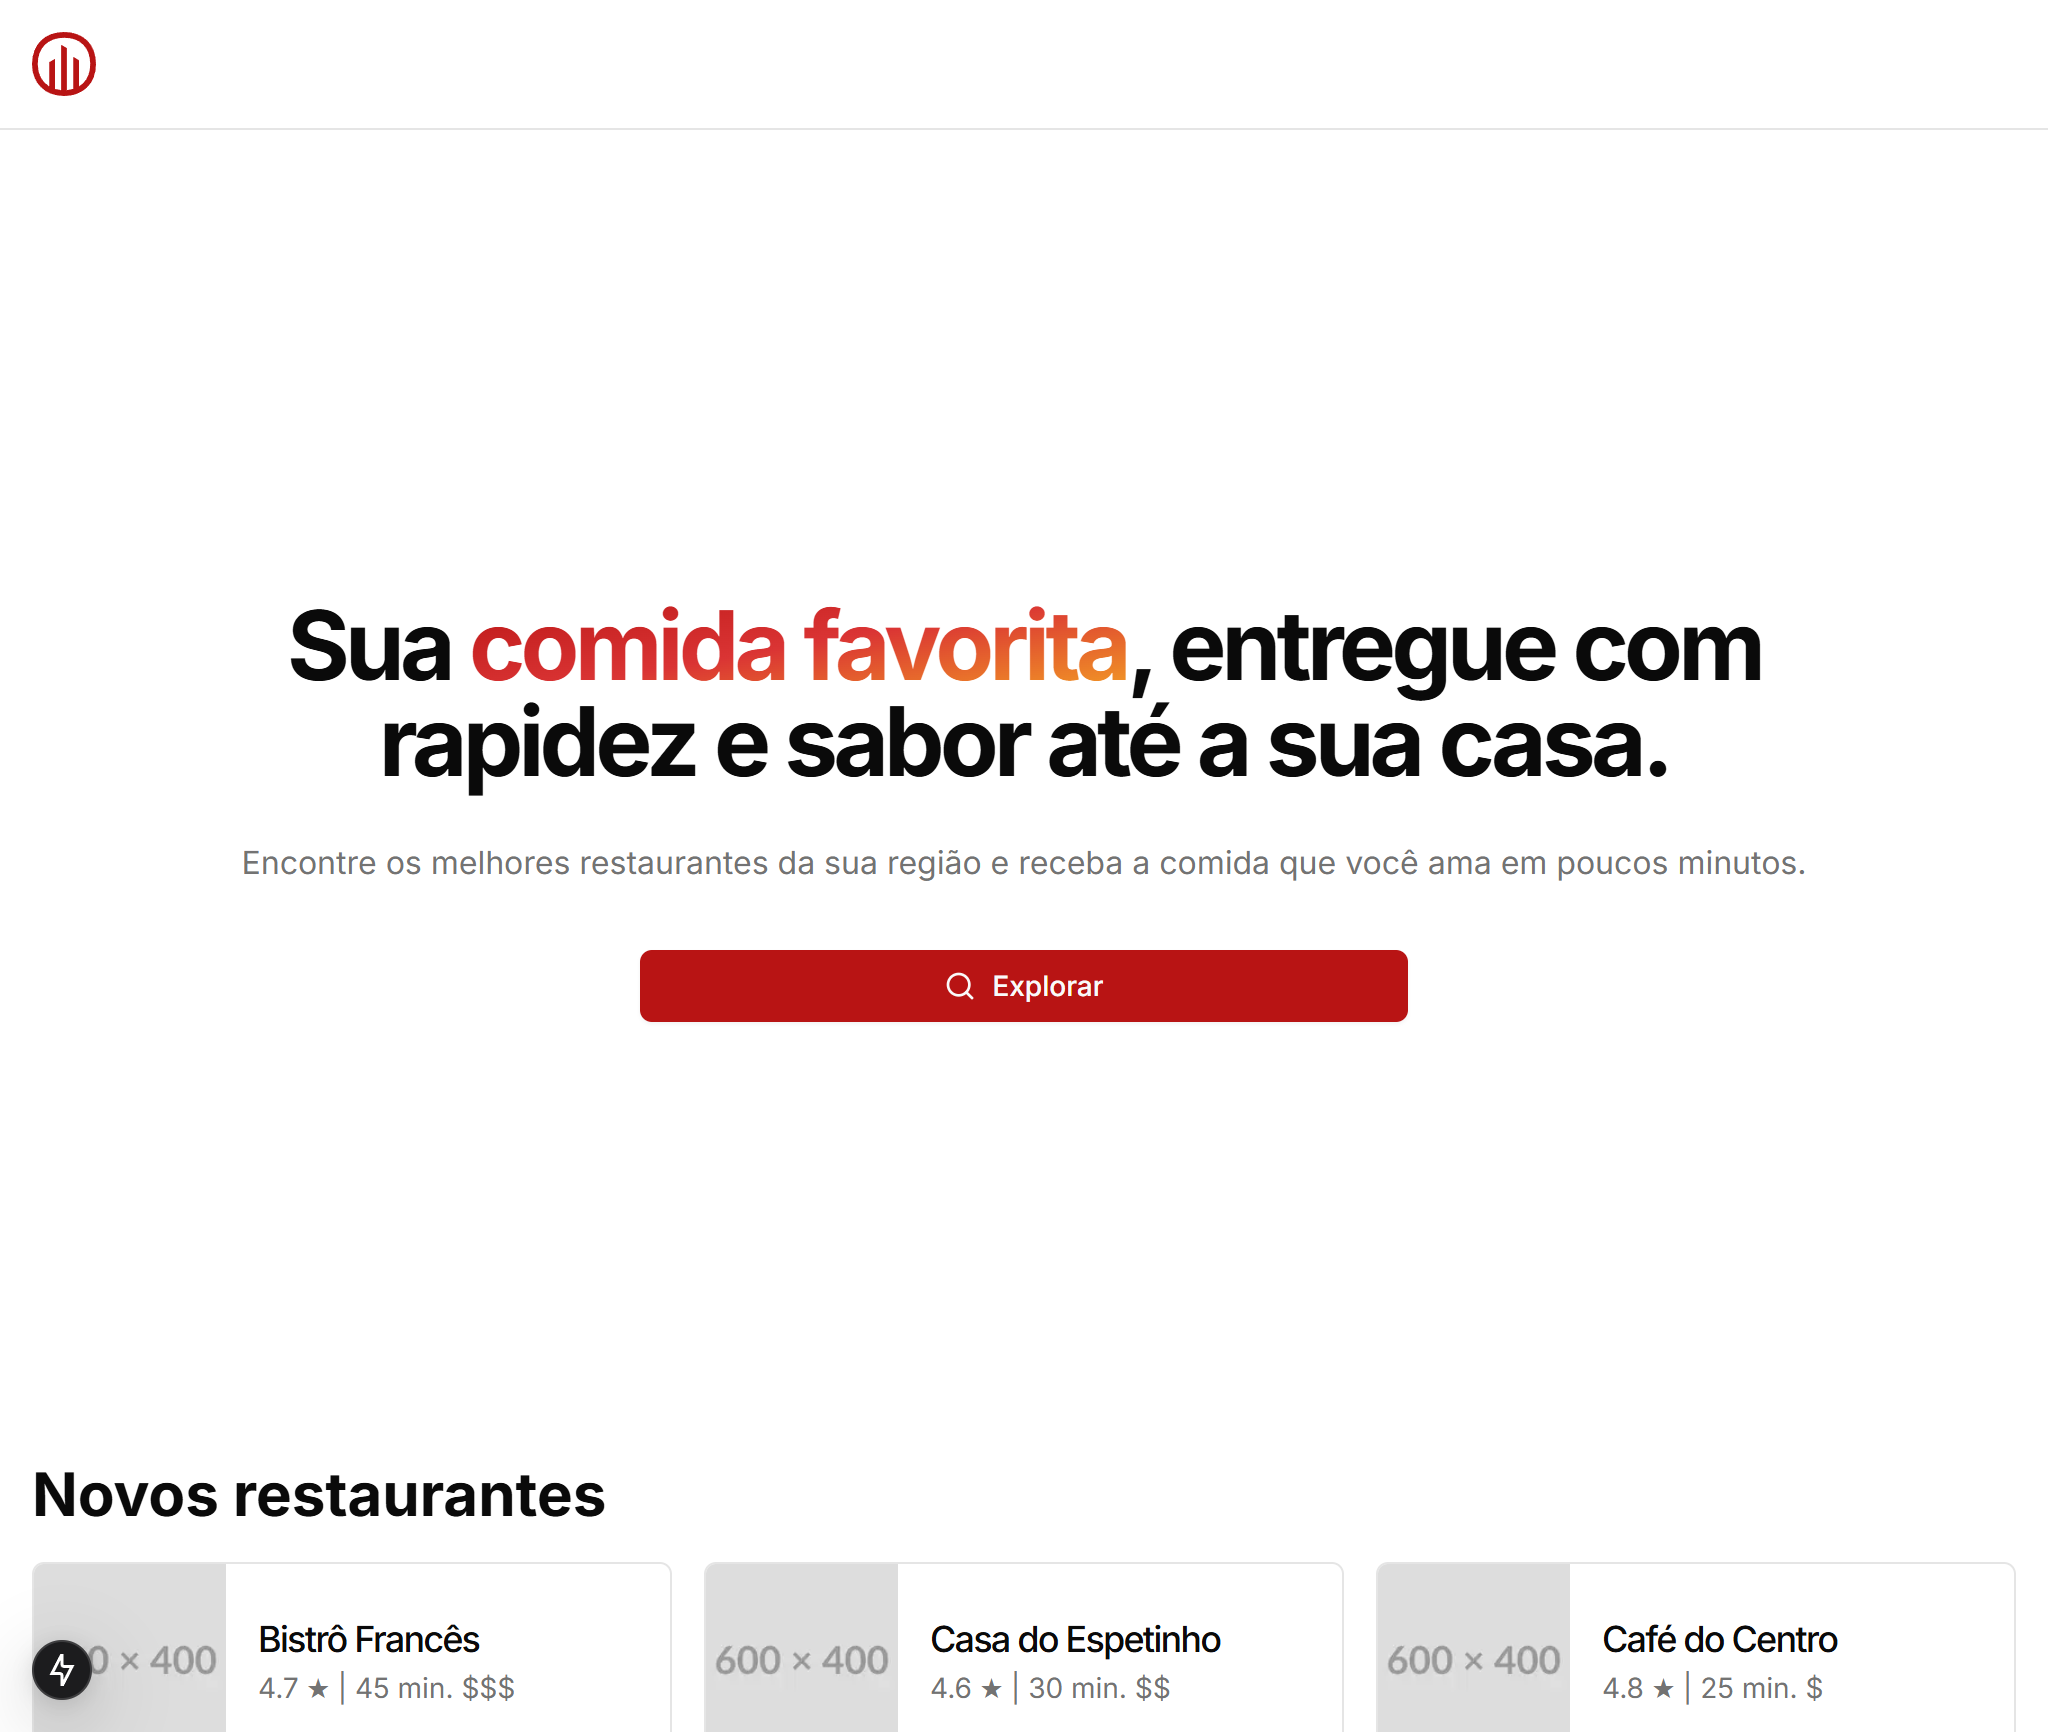 Sua comida favorita, entregue com
rapidez e sabor até a sua casa.
Encontre os melhores restaurantes da sua região e receba a comida que você ama em poucos minutos.
Explorar
Novos restaurantes
0 × 400
Bistrô Francês
4.7 ★ | 45 min. $$$
600 × 400
Casa do Espetinho
4.6 ★ | 30 min. $$
600 × 400
Café do Centro
4.8 ★ | 25 min. $